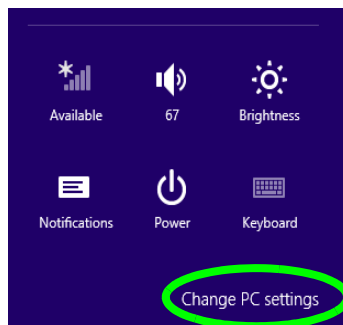 Available 67 Brightness
Notifications Power Keyboard
Change PC settings